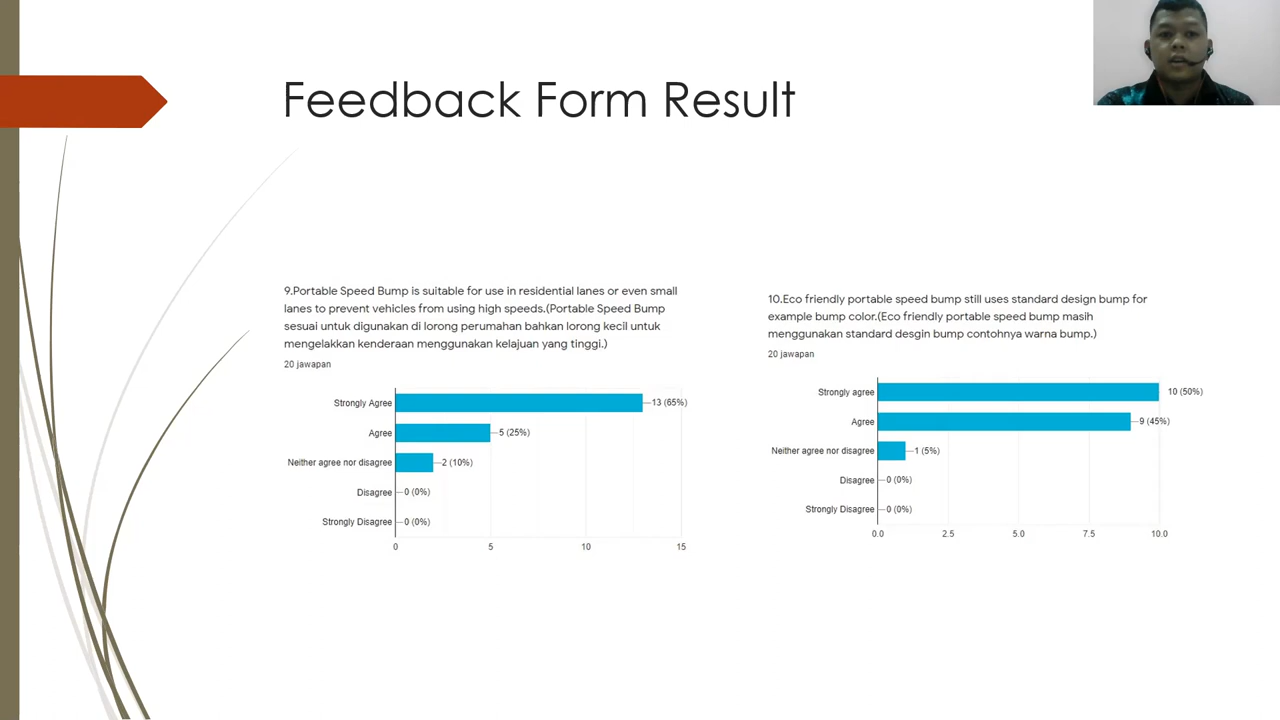 Feedback Form Result
9.Portable Speed Bump is suitable for use in residential lanes or even small
lanes to prevent vehicles from using high speeds.(Portable Speed Bump
sesuai untuk digunakan di lorong perumahan bahkan lorong kecil untuk
mengelakkan kenderaan menggunakan kelajuan yang tinggi.)
20 jawapan
Strongly Agree 13 (65%)
Agree 5 (25%)
Neither agree nor disagree 2 (10%)
Disagree 0 (0%)
Strongly Disagree 0 (0%)
0 5 10 15
10.Eco friendly portable speed bump still uses standard design bump for
example bump color.(Eco friendly portable speed bump masih
menggunakan standard desgin bump contohnya warna bump.)
20 jawapan
Strongly agree 10 (50%)
Agree 9 (45%)
Neither agree nor disagree 1 (5%)
Disagree 0 (0%)
Strongly Disagree 0 (0%)
0.0 2.5 5.0 7.5 10.0